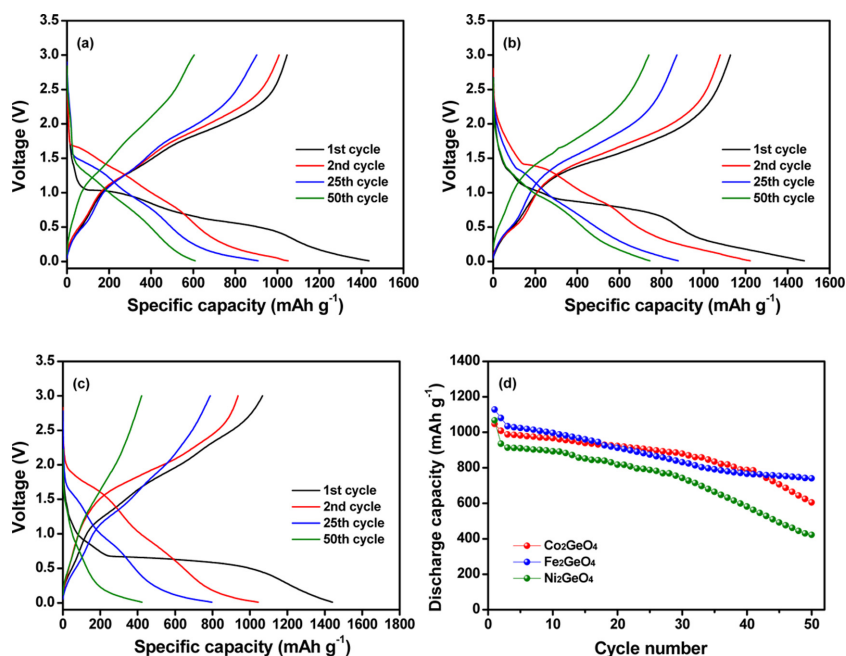 (a)
Voltage (V)
3.5
3.0
2.5
2.0
1.5
1.0
0.5
0.0
1st cycle
2nd cycle
25th cycle
50th cycle
0 200 400 600 800 1000 1200 1400 1600
Specific capacity (mAh g⁻¹)
(b)
Voltage (V)
3.5
3.0
2.5
2.0
1.5
1.0
0.5
0.0
1st cycle
2nd cycle
25th cycle
50th cycle
0 200 400 600 800 1000 1200 1400 1600
Specific capacity (mAh g⁻¹)
(c)
Voltage (V)
3.5
3.0
2.5
2.0
1.5
1.0
0.5
0.0
1st cycle
2nd cycle
25th cycle
50th cycle
0 200 400 600 800 1000 1200 1400 1800
Specific capacity (mAh g⁻¹)
(d)
Discharge capacity (mAh g⁻¹)
1400
1200
1000
800
600
400
200
0
Co₂GeO₄
Fe₂GeO₄
Ni₂GeO₄
0 10 20 30 40 50
Cycle number